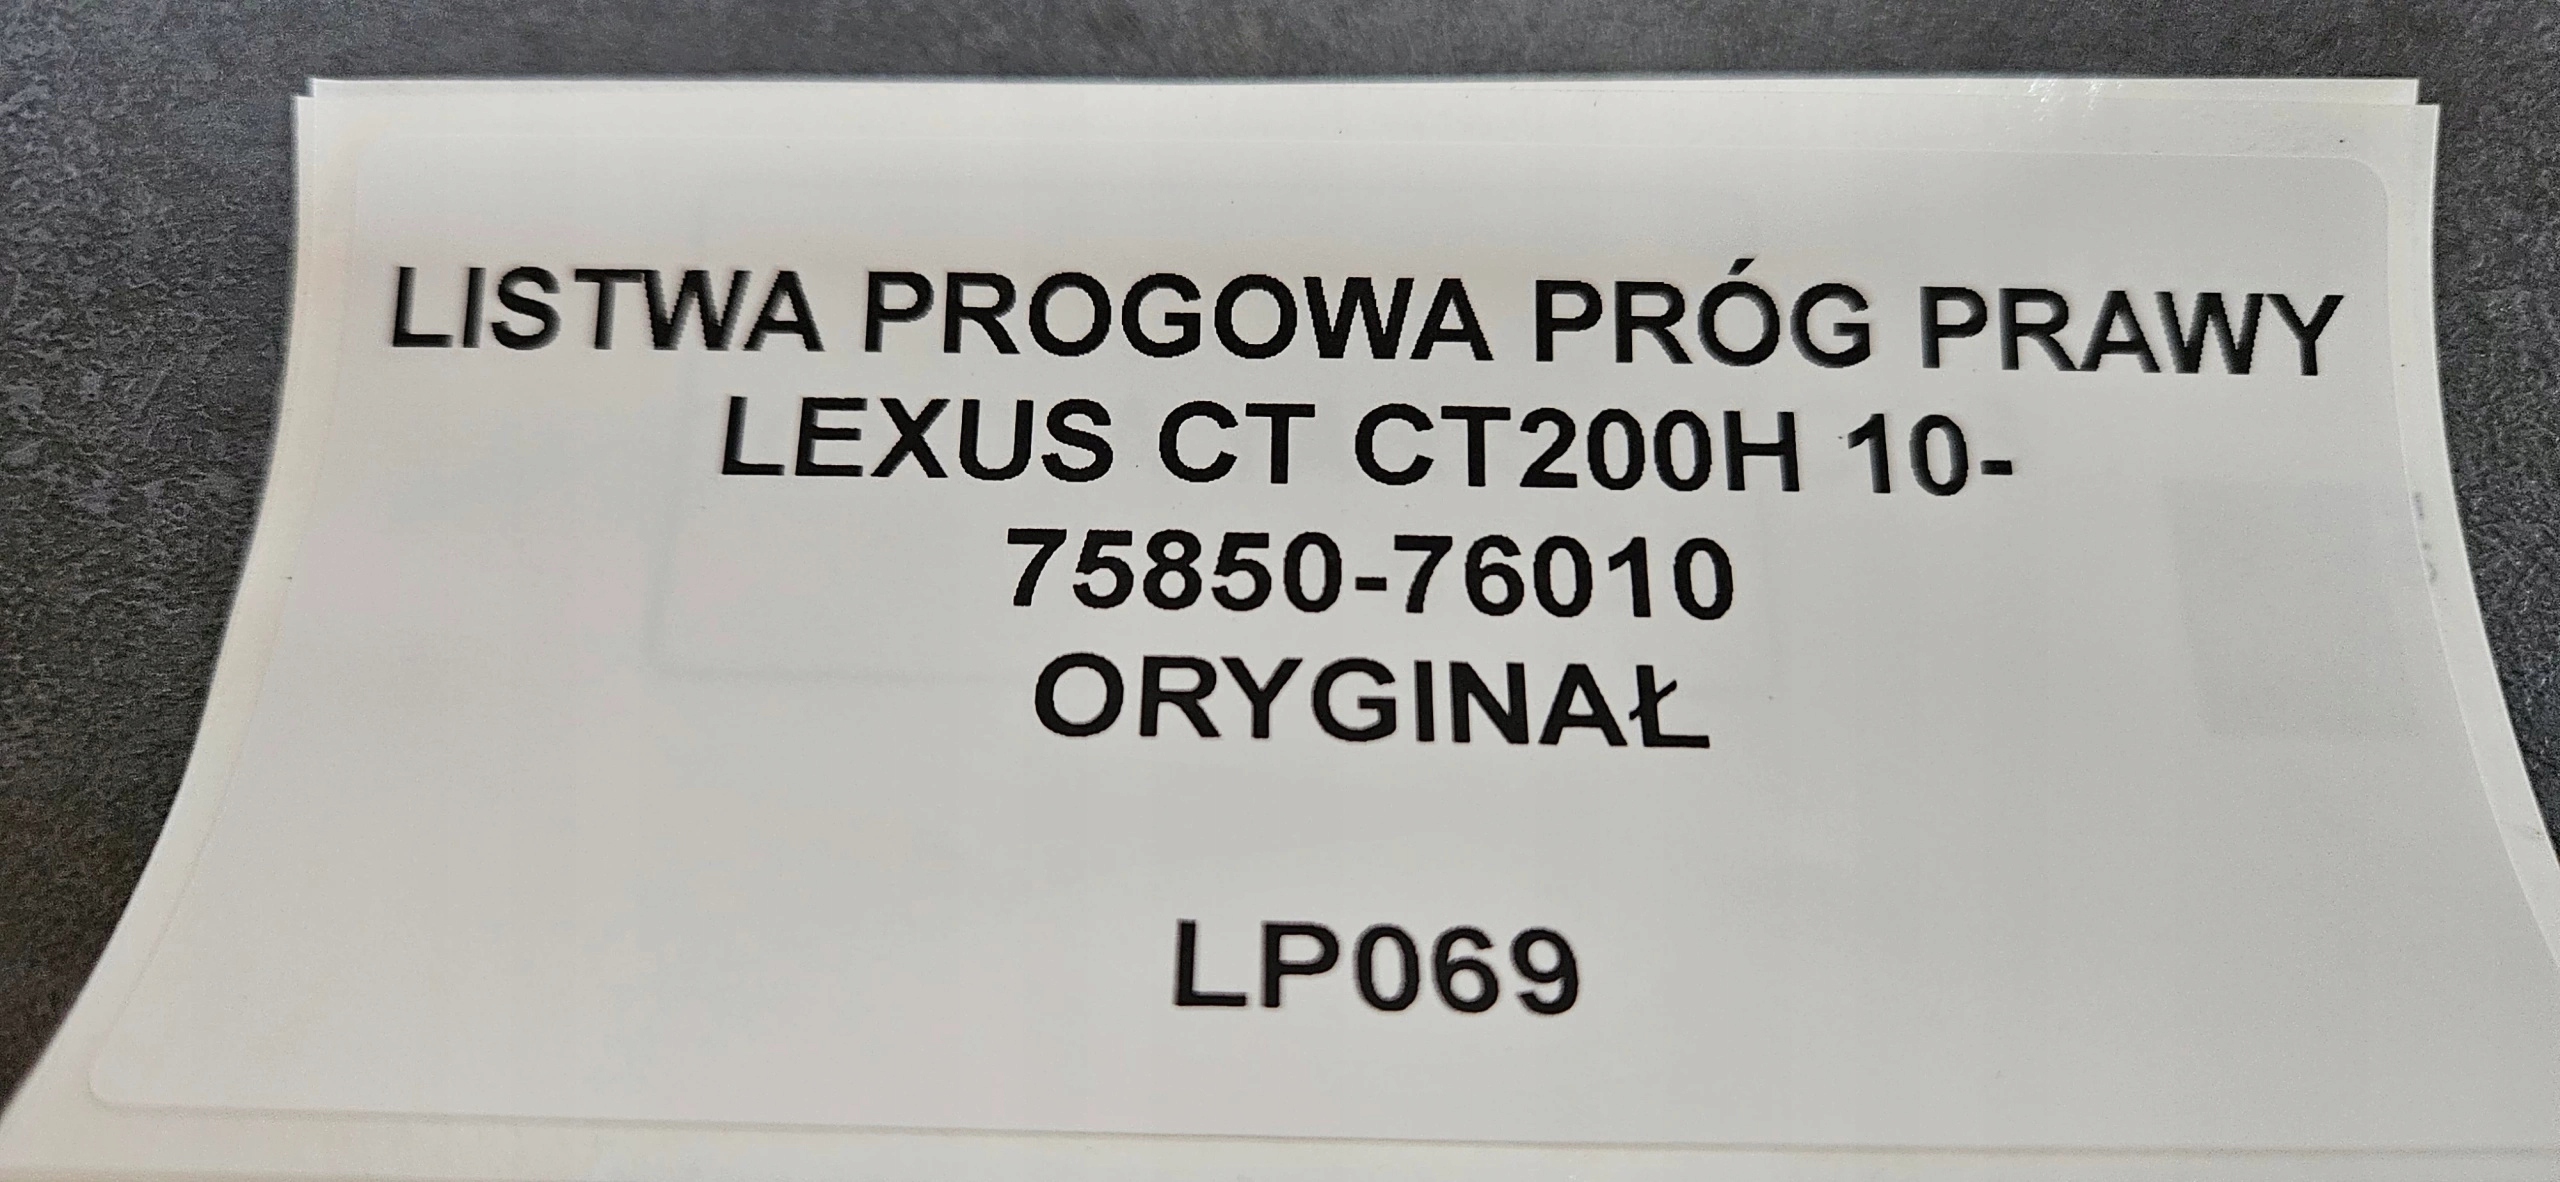 LISTWA PROGOWA PRÓG PRAWY
LEXUS CT CT200H 10-
75850-76010
ORYGINAŁ
LP069